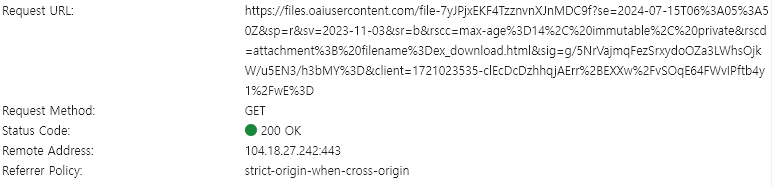 Request URL: https://files.oaiusercontent.com/file-7yJPjxEKF4TzznvnXJnMDC9f?se=2024-07-15T06%3A05%3A5
0Z&sp=r&sv=2023-11-03&sr=b&rscc=max-age%3D14%2C%20immutable%2C%20private&rscd
=attachment%3B%20filename%3Dex_download.html&sig=g/5NrVajmqFezSrxydoOZa3LWhsOjk
W/u5EN3/h3bMY%3D&client=1721023535-clEcDcDzhhqjAErr%2BEXXw%2FvSOqE64FWvIPftb4y
1%2FwE%3D
Request Method: GET
Status Code: 200 OK
Remote Address: 104.18.27.242:443
Referrer Policy: strict-origin-when-cross-origin